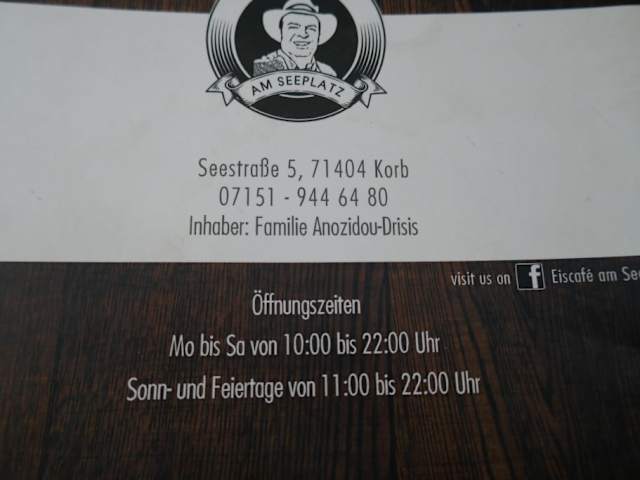 AM SEEPLATZ
Seestraße 5, 71404 Korb
07151 - 944 64 80
Inhaber: Familie Anozidou-Drisis
visit us on f Eiscafé am
Öffnungszeiten
Mo bis Sa von 10:00 bis 22:00 Uhr
Sonn- und Feiertage von 11:00 bis 22:00 Uhr